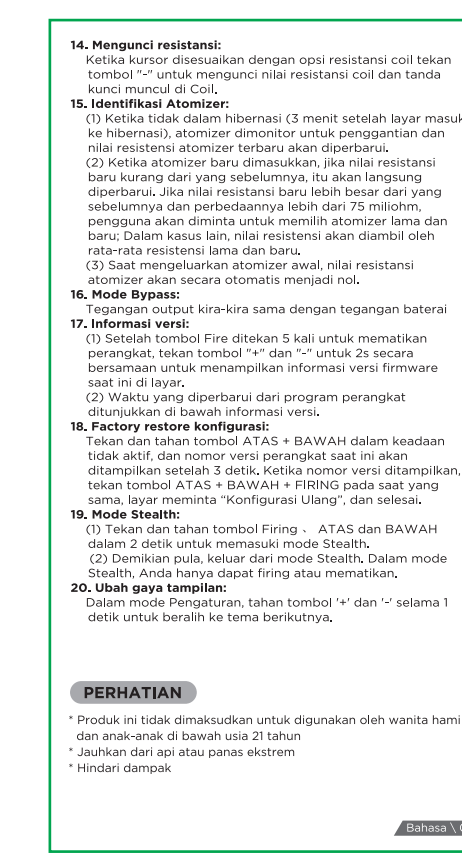 14. Mengunci resistansi:
Ketika kursor disesuaikan dengan opsi resistansi coil tekan
tombol "-" untuk mengunci nilai resistansi coil dan tanda
kunci muncul di Coil.
15. Identifikasi Atomizer:
(1) Ketika tidak dalam hibernasi (3 menit setelah layar masuk
ke hibernasi), atomizer dimonitor untuk penggantian dan
nilai resistensi atomizer terbaru akan diperbarui.
(2) Ketika atomizer baru dimasukkan, jika nilai resistansi
baru kurang dari yang sebelumnya, itu akan langsung
diperbarui. Jika nilai resistansi baru lebih besar dari yang
sebelumnya dan perbedaannya lebih dari 75 miliohm,
pengguna akan diminta untuk memilih atomizer lama dan
baru; Dalam kasus lain, nilai resistensi akan diambil oleh
rata-rata resistensi lama dan baru.
(3) Saat mengeluarkan atomizer awal, nilai resistansi
atomizer akan secara otomatis menjadi nol.
16. Mode Bypass:
Tegangan output kira-kira sama dengan tegangan baterai
17. Informasi versi:
(1) Setelah tombol Fire ditekan 5 kali untuk mematikan
perangkat, tekan tombol "+" dan "-" untuk 2s secara
bersamaan untuk menampilkan informasi versi firmware
saat ini di layar.
(2) Waktu yang diperbarui dari program perangkat
ditunjukkan di bawah informasi versi.
18. Factory restore konfigurasi:
Tekan dan tahan tombol ATAS + BAWAH dalam keadaan
tidak aktif, dan nomor versi perangkat saat ini akan
ditampilkan setelah 3 detik. Ketika nomor versi ditampilkan,
tekan tombol ATAS + BAWAH + FIRING pada saat yang
sama, layar meminta “Konfigurasi Ulang”, dan selesai.
19. Mode Stealth:
(1) Tekan dan tahan tombol Firing 、 ATAS dan BAWAH
dalam 2 detik untuk memasuki mode Stealth.
(2) Demikian pula, keluar dari mode Stealth. Dalam mode
Stealth, Anda hanya dapat firing atau mematikan.
20. Ubah gaya tampilan:
Dalam mode Pengaturan, tahan tombol '+' dan '-' selama 1
detik untuk beralih ke tema berikutnya.
PERHATIAN
* Produk ini tidak dimaksudkan untuk digunakan oleh wanita hami
dan anak-anak di bawah usia 21 tahun
* Jauhkan dari api atau panas ekstrem
* Hindari dampak
Bahasa \